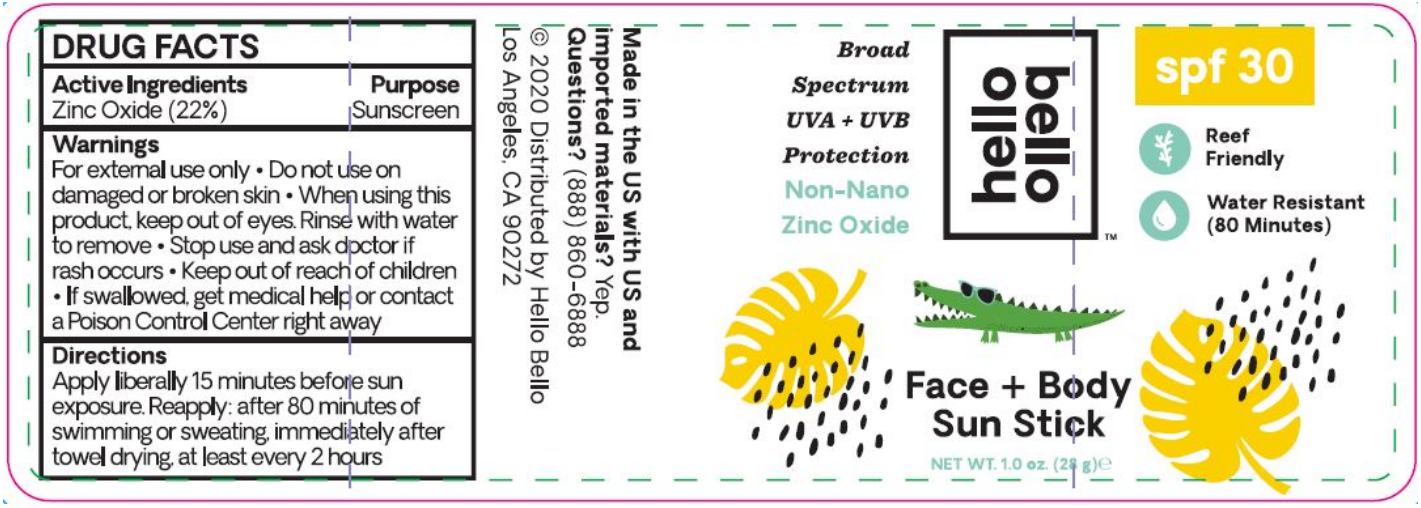 DRUG FACTS
Active Ingredients Purpose
Zinc Oxide (22%) Sunscreen
Warnings
For external use only • Do not use on
damaged or broken skin • When using this
product, keep out of eyes. Rinse with water
to remove • Stop use and ask doctor if
rash occurs • Keep out of reach of children
• If swallowed, get medical help or contact
a Poison Control Center right away
Directions
Apply liberally 15 minutes before sun
exposure. Reapply: after 80 minutes of
swimming or sweating, immediately after
towel drying, at least every 2 hours
Made in the US with US and
imported materials? Yep.
Questions? (888) 860-6888
© 2020 Distributed by Hello Bello
Los Angeles, CA 90272
Broad
Spectrum
UVA + UVB
Protection
Non-Nano
Zinc Oxide
hello
bello
TM
spf 30
Reef
Friendly
Water Resistant
(80 Minutes)
Face + Body
Sun Stick
NET WT. 1.0 oz. (28 g)℮